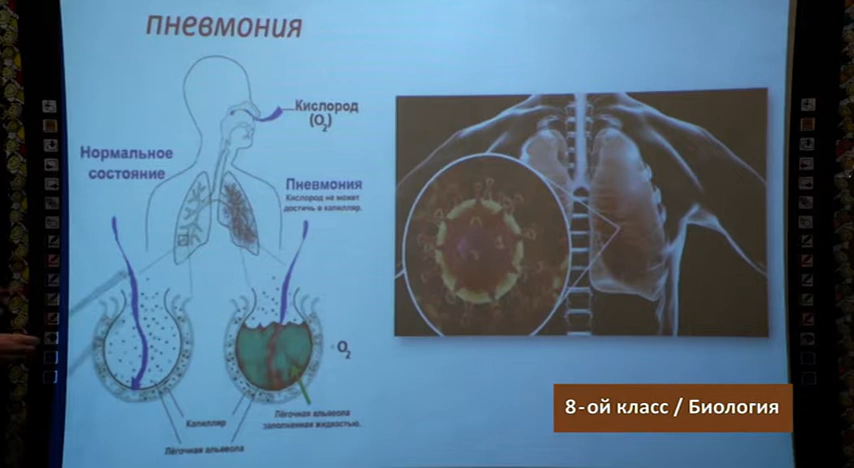 пневмония
Кислород
(O₂)
Нормальное
состояние
Пневмония
Кислород не может
достичь в капилляр.
O₂
Капилляр
Лёгочная альвеола
заполненная жидкостью.
Лёгочная альвеола
8-ой класс / Биология